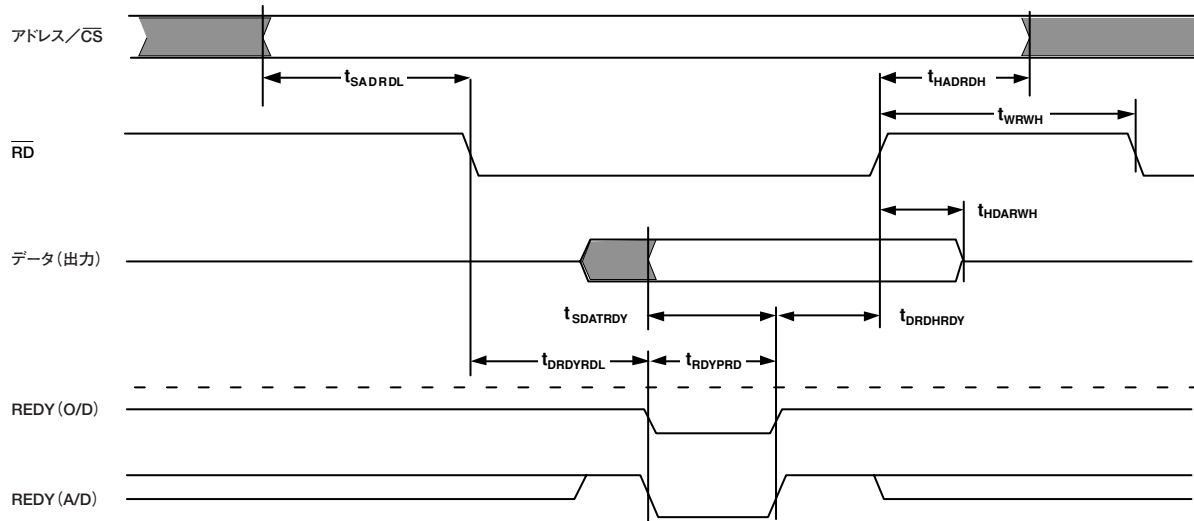 アドレス／CS
tSADRDL
tHADRDH
tWRWH
RD
tHDARWH
データ（出力）
tSDATRDY
tDRDHRDY
tDRDYRDL
tRDYPRD
REDY（O/D）
REDY（A/D）